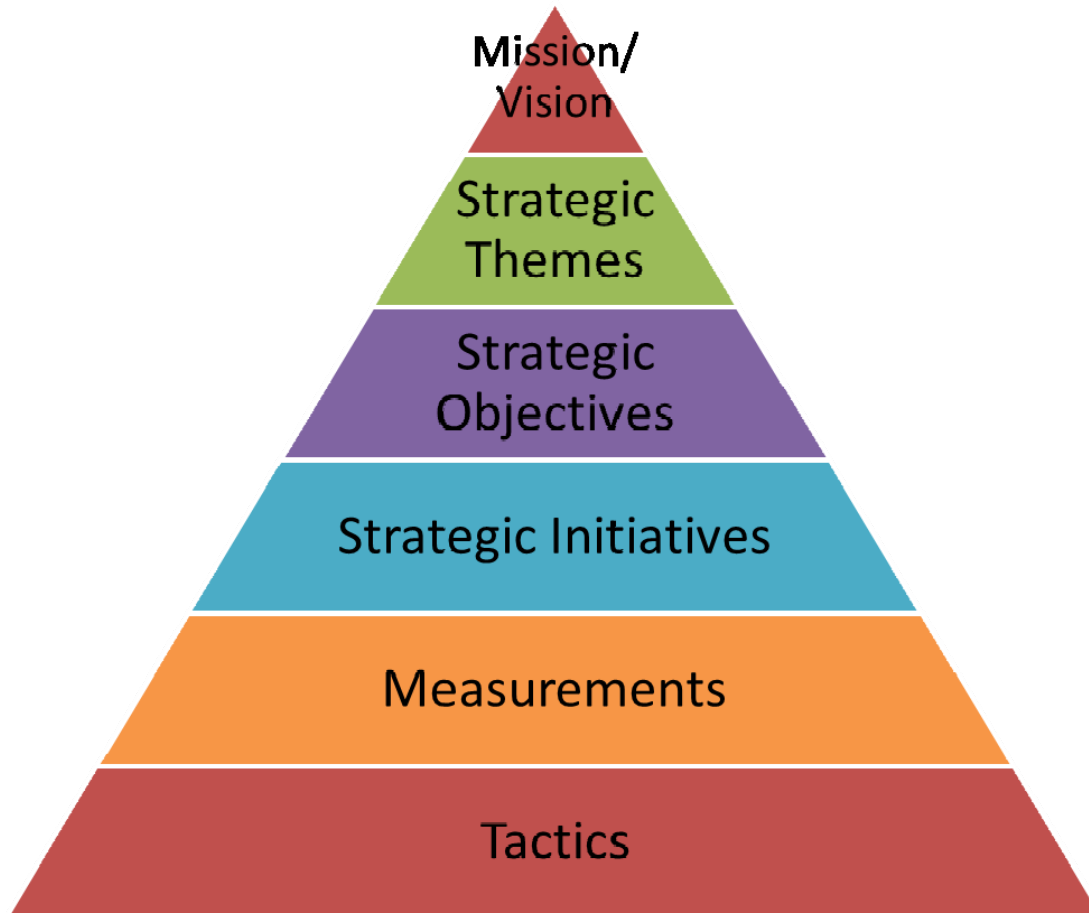 Mission/
Vision
Strategic
Themes
Strategic
Objectives
Strategic Initiatives
Measurements
Tactics